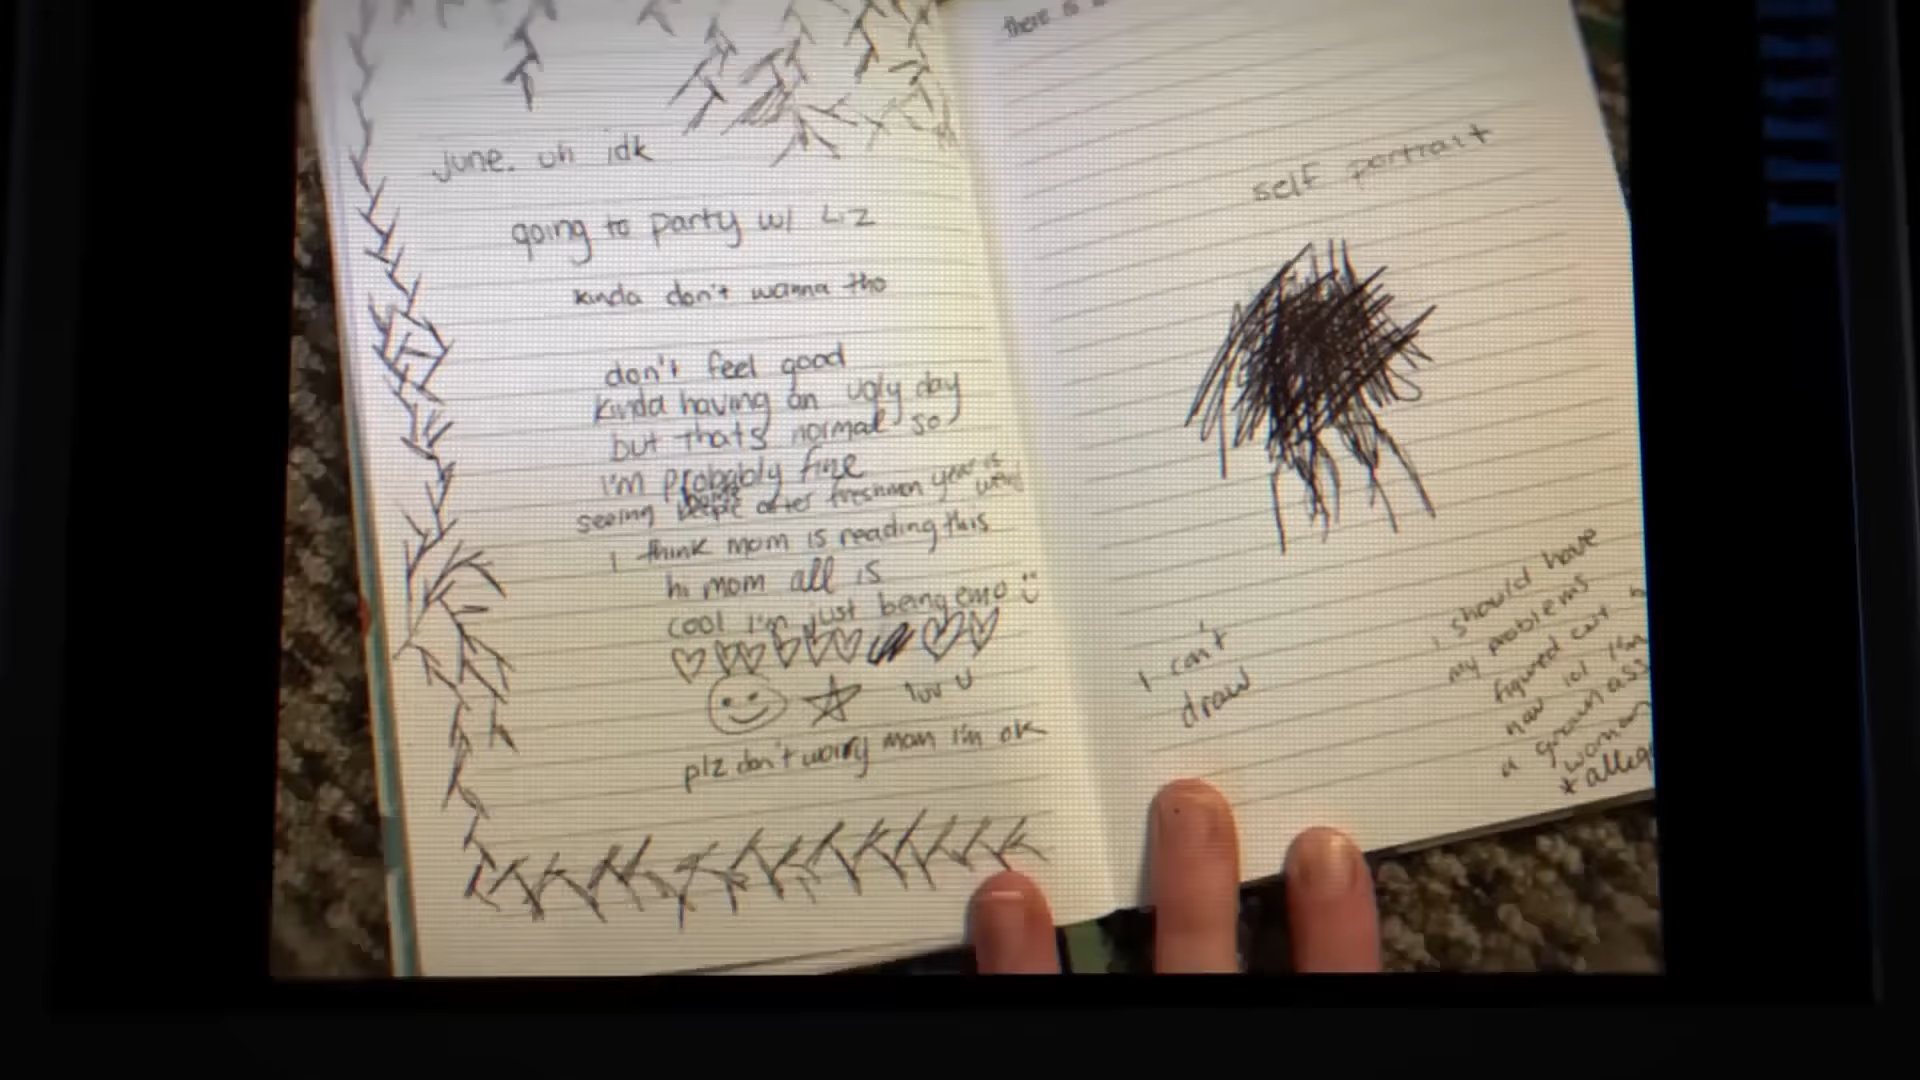 June. uh idk
going to party w/ Liz
kinda don't wanna tho
don't feel good
kinda having an ugly day
but thats normal so
I'm probably fine
seeing people after freshmen year is weird
I think mom is reading this
hi mom all is
cool I'm just being emo :)
luv u
plz don't worry mom I'm ok
there is
self portrait
I can't
draw
I should have
my problems
figured out by
now lol I'm
a grown ass
woman